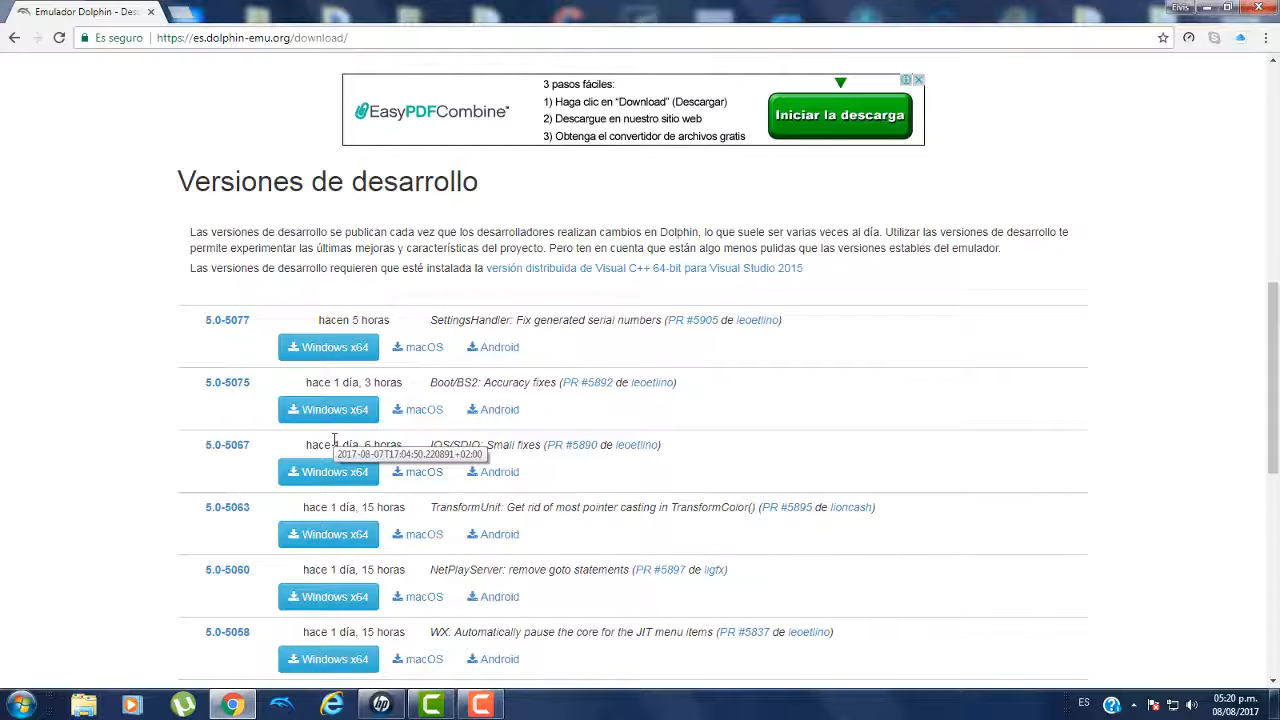 Emulador Dolphin - Des
Elvis
Es seguro
https://es.dolphin-emu.org/download/
EasyPDFCombine™
3 pasos fáciles:
1) Haga clic en "Download" (Descargar)
2) Descargue en nuestro sitio web
3) Obtenga el convertidor de archivos gratis
Iniciar la descarga
Versiones de desarrollo
Las versiones de desarrollo se publican cada vez que los desarrolladores realizan cambios en Dolphin, lo que suele ser varias veces al día. Utilizar las versiones de desarrollo te
permite experimentar las últimas mejoras y características del proyecto. Pero ten en cuenta que están algo menos pulidas que las versiones estables del emulador.
Las versiones de desarrollo requieren que esté instalada la versión distribuida de Visual C++ 64-bit para Visual Studio 2015
5.0-5077 hacen 5 horas SettingsHandler: Fix generated serial numbers (PR #5905 de leoetlino)
Windows x64 macOS Android
5.0-5075 hace 1 día, 3 horas Boot/BS2: Accuracy fixes (PR #5892 de leoetlino)
Windows x64 macOS Android
5.0-5067 hace 1 día, 6 horas IOS/SDIO: Small fixes (PR #5890 de leoetlino)
2017-08-07T17:04:50.220891+02:00
Windows x64 macOS Android
5.0-5063 hace 1 día, 15 horas TransformUnit: Get rid of most pointer casting in TransformColor() (PR #5895 de lioncash)
Windows x64 macOS Android
5.0-5060 hace 1 día, 15 horas NetPlayServer: remove goto statements (PR #5897 de ligfx)
Windows x64 macOS Android
5.0-5058 hace 1 día, 15 horas WX: Automatically pause the core for the JIT menu items (PR #5837 de leoetlino)
Windows x64 macOS Android
ES
05:20 p.m.
08/08/2017